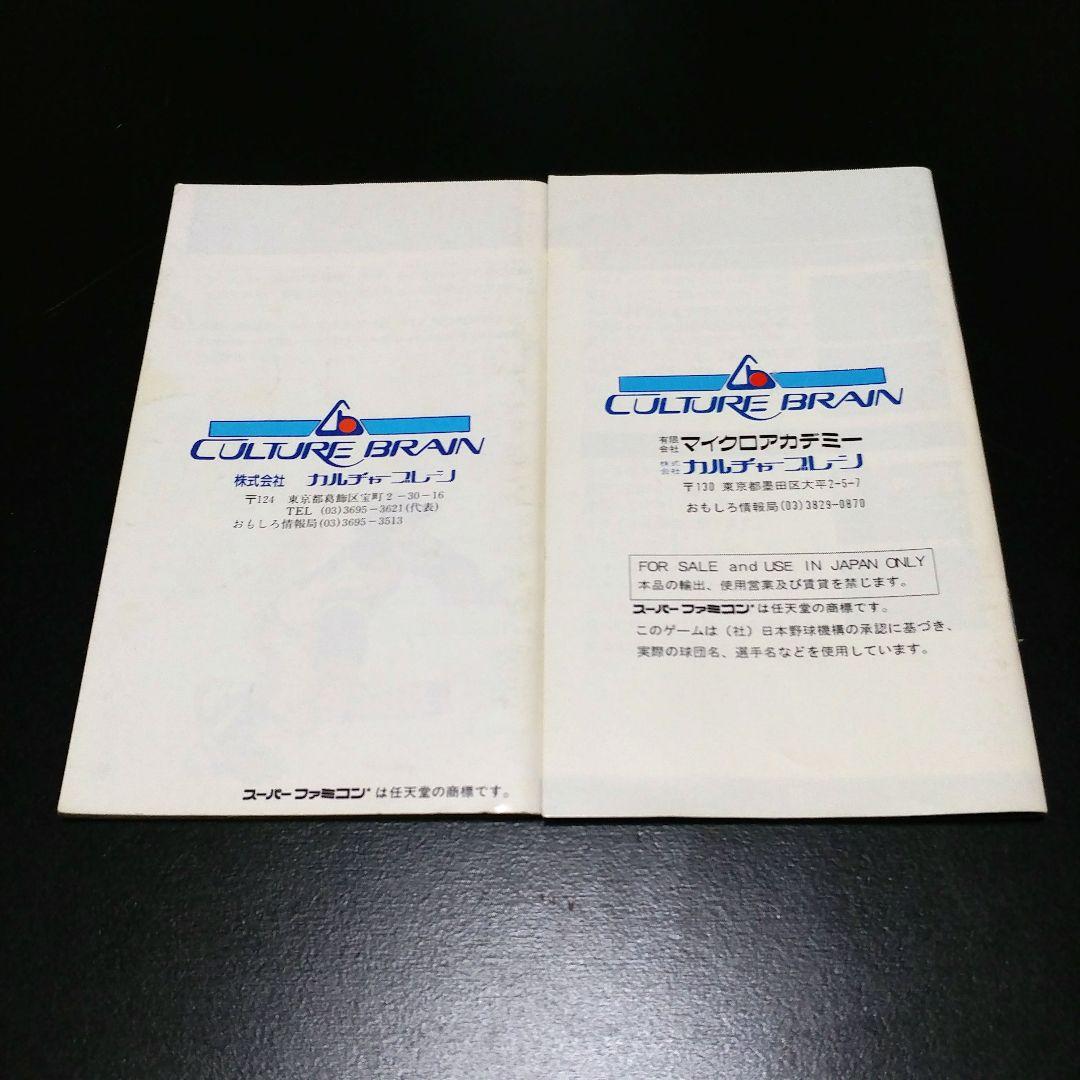 CULTURE BRAIN
株式会社 カルチャーブレーン
〒124 東京都葛飾区宝町2-30-16
TEL (03)3695-3621(代表)
おもしろ情報局(03)3695-3513
スーパーファミコン®は任天堂の商標です。
CULTURE BRAIN
有限会社 マイクロアカデミー
株式会社 カルチャーブレーン
〒130 東京都墨田区太平2-5-7
おもしろ情報局(03)3829-0870
FOR SALE and USE IN JAPAN ONLY
本品の輸出、使用営業及び賃貸を禁じます。
スーパーファミコン®は任天堂の商標です。
このゲームは(社)日本野球機構の承認に基づき、
実際の球団名、選手名などを使用しています。